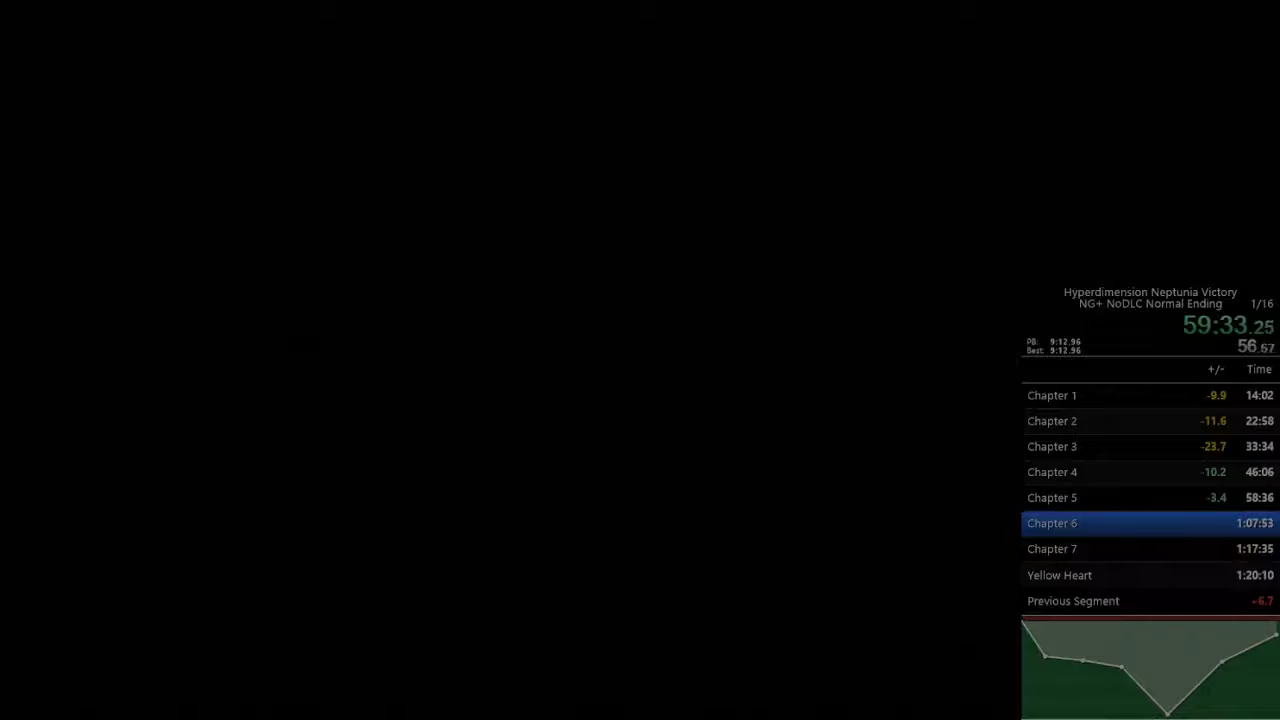 Hyperdimension Neptunia Victory
NG+ NoDLC Normal Ending 1/16
59:33.25
PB: 9:12.96
Best: 9:12.96
56.57
+/- Time
Chapter 1 -9.9 14:02
Chapter 2 -11.6 22:58
Chapter 3 -23.7 33:34
Chapter 4 -10.2 46:06
Chapter 5 -3.4 58:36
Chapter 6 1:07:53
Chapter 7 1:17:35
Yellow Heart 1:20:10
Previous Segment +6.7